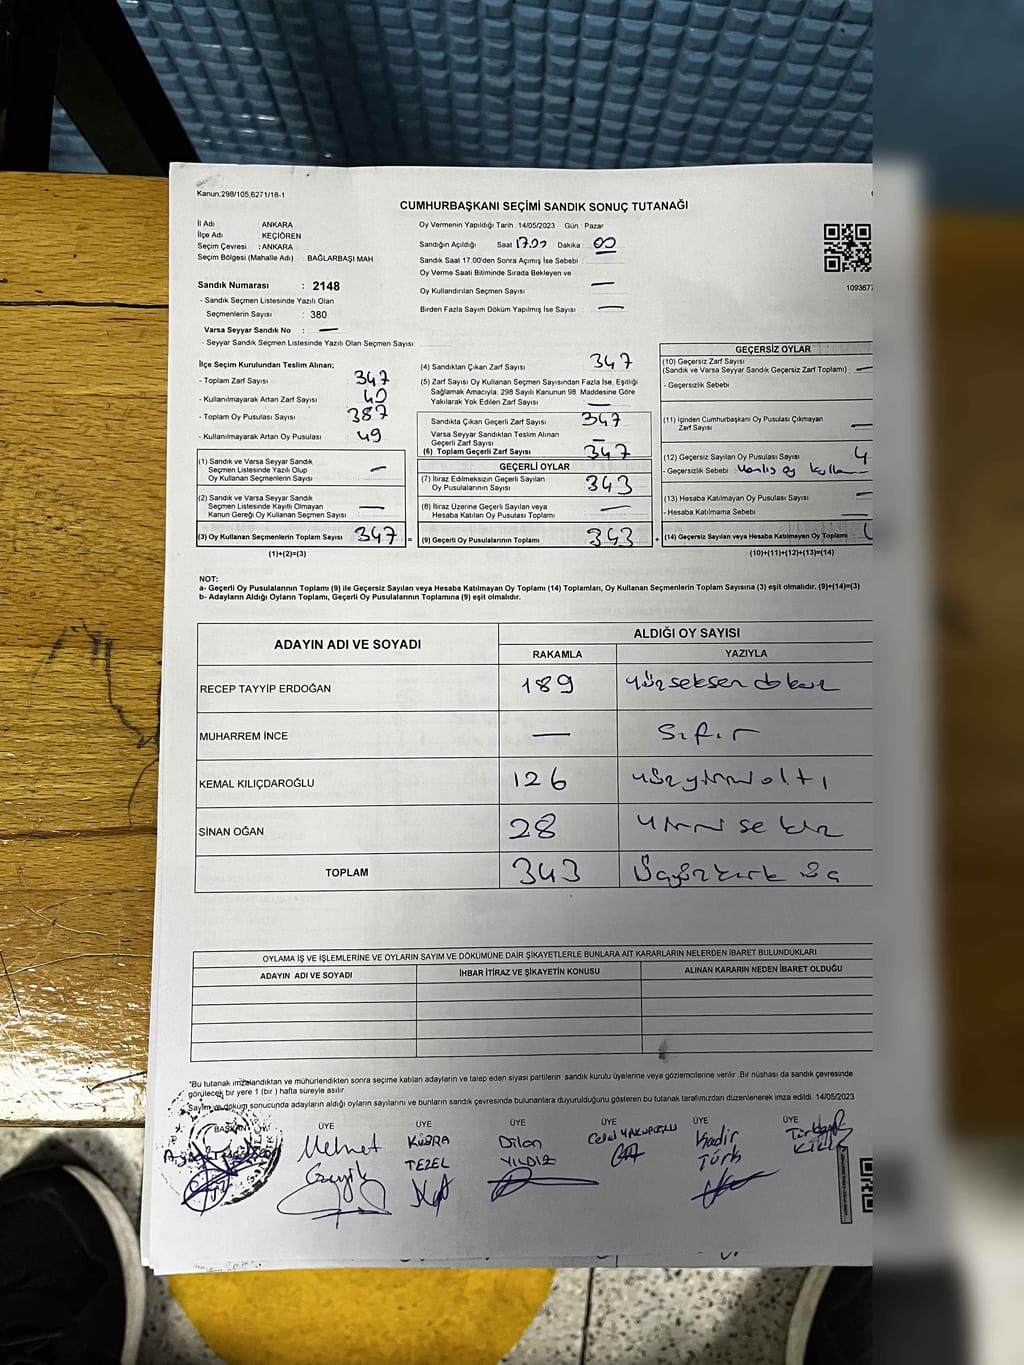 Kanun;298/105,6271/18-1
CUMHURBAŞKANI SEÇİMİ SANDIK SONUÇ TUTANAĞI
İl Adı ANKARA
İlçe Adı KEÇİÖREN
Seçim Çevresi : ANKARA
Seçim Bölgesi (Mahalle Adı) : BAĞLARBAŞI MAH
Oy Vermenin Yapıldığı Tarih :14/05/2023 Gün : Pazar
Sandığın Açıldığı Saat 17.00 Dakika : 00
Sandık Saat 17.00'den Sonra Açımış İse Sebebi :
Oy Verme Saati Bitiminde Sırada Bekleyen ve
Oy Kullandırılan Seçmen Sayısı —
Birden Fazla Sayım Döküm Yapılmış İse Sayısı —
1093677
Sandık Numarası : 2148
- Sandık Seçmen Listesinde Yazılı Olan
Seçmenlerin Sayısı : 380
Varsa Seyyar Sandık No : —
- Seyyar Sandık Seçmen Listesinde Yazılı Olan Seçmen Sayısı:
İlçe Seçim Kurulundan Teslim Alınan;
- Toplam Zarf Sayısı 347
- Kullanılmayarak Artan Zarf Sayısı 40
- Toplam Oy Pusulası Sayısı 387
- Kullanılmayarak Artan Oy Pusulası 49
(1) Sandık ve Varsa Seyyar Sandık
Seçmen Listesinde Yazılı Olup
Oy Kullanan Seçmenlerin Sayısı —
(2) Sandık ve Varsa Seyyar Sandık
Seçmen Listesinde Kayıtlı Olmayan
Kanun Gereği Oy Kullanan Seçmen Sayısı —
(3) Oy Kullanan Seçmenlerin Toplam Sayısı 347 =
(1)+(2)=(3)
(4) Sandıktan Çıkan Zarf Sayısı 347
(5) Zarf Sayısı Oy Kullanan Seçmen Sayısından Fazla İse, Eşitliği
Sağlamak Amacıyla; 298 Sayılı Kanunun 98. Maddesine Göre
Yakılarak Yok Edilen Zarf Sayısı —
Sandıkta Çıkan Geçerli Zarf Sayısı 347
Varsa Seyyar Sandıktan Teslim Alınan
Geçerli Zarf Sayısı —
(6) Toplam Geçerli Zarf Sayısı 347
GEÇERLİ OYLAR
(7) İtiraz Edilmeksizin Geçerli Sayılan
Oy Pusulalarının Sayısı 343
(8) İtiraz Üzerine Geçerli Sayılan veya
Hesaba Katılan Oy Pusulası Toplamı —
(9) Geçerli Oy Pusulalarının Toplamı 343 +
GEÇERSİZ OYLAR
(10) Geçersiz Zarf Sayısı
(Sandık ve Varsa Seyyar Sandık Geçersiz Zarf Toplamı) —
- Geçersizlik Sebebi
(11) İçinden Cumhurbaşkanı Oy Pusulası Çıkmayan
Zarf Sayısı —
(12) Geçersiz Sayılan Oy Pusulası Sayısı 4
- Geçersizlik Sebebi Yanlış oy
(13) Hesaba Katılmayan Oy Pusulası Sayısı —
- Hesaba Katılmama Sebebi —
(14) Geçersiz Sayılan veya Hesaba Katılmayan Oy Toplamı
(10)+(11)+(12)+(13)=(14)
NOT:
a- Geçerli Oy Pusulalarının Toplamı (9) ile Geçersiz Sayılan veya Hesaba Katılmayan Oy Toplamı (14) Toplamları, Oy Kullanan Seçmenlerin Toplam Sayısına (3) eşit olmalıdır. (9)+(14)=(3)
b- Adayların Aldığı Oyların Toplamı, Geçerli Oy Pusulalarının Toplamına (9) eşit olmalıdır.
ADAYIN ADI VE SOYADI ALDIĞI OY SAYISI
RAKAMLA YAZIYLA
RECEP TAYYİP ERDOĞAN 189 yüzseksen dokuz
MUHARREM İNCE — Sıfır
KEMAL KILIÇDAROĞLU 126 yüzyirmi altı
SİNAN OĞAN 28 yirmi sekiz
TOPLAM 343 Üçyüzkırk üç
OYLAMA İŞ VE İŞLEMLERİNE VE OYLARIN SAYIM VE DÖKÜMÜNE DAİR ŞİKAYETLERLE BUNLARA AİT KARARLARIN NELERDEN İBARET BULUNDUKLARI
ADAYIN ADI VE SOYADI İHBAR İTİRAZ VE ŞİKAYETİN KONUSU ALINAN KARARIN NEDEN İBARET OLDUĞU
*Bu tutanak imzalandıktan ve mühürlendikten sonra seçime katılan adayların ve talep eden siyasi partilerin sandık kurulu üyelerine veya gözlemcilerine verilir .Bir nüshası da sandık çevresinde
görülecek bir yere 1 (bir ) hafta süreyle asılır
Sayım ve döküm sonucunda adayların aldığı oyların sayılarını ve bunların sandık çevresinde bulunanlara duyurulduğunu gösteren bu tutanak tarafımızdan düzenlenerek imza edildi. 14/05/2023
BAŞKAN ÜYE ÜYE ÜYE ÜYE ÜYE ÜYE
Mehmet KÜBRA Dilan Celal YAKUPOĞLU Kadir
TEZEL YILDIZ Türk